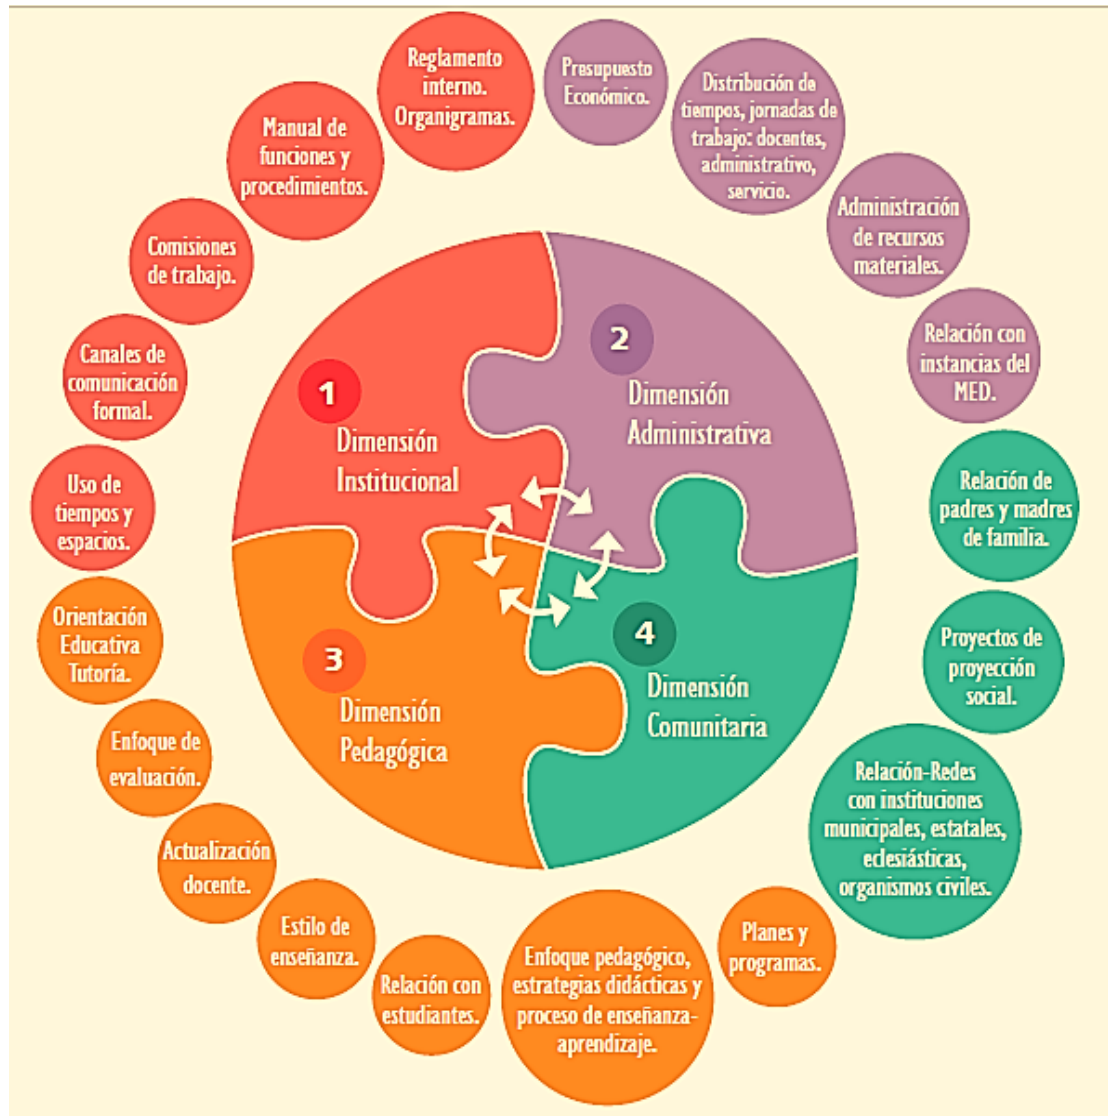 Reglamento
interno.
Organigramas.
Presupuesto
Económico.
Distribución de
tiempos, jornadas de
trabajo: docentes,
administrativo,
servicio.
Manual de
funciones y
procedimientos.
Administración
de recursos
materiales.
Comisiones
de trabajo.
Relación con
instancias del
MED.
Canales de
comunicación
formal.
1
Dimensión
Institucional
2
Dimensión
Administrativa
Uso de
tiempos y
espacios.
Relación de
padres y madres
de familia.
Orientación
Educativa
Tutoría.
3
Dimensión
Pedagógica
4
Dimensión
Comunitaria
Proyectos de
proyección
social.
Enfoque de
evaluación.
Relación-Redes
con instituciones
municipales, estatales,
eclesiásticas,
organismos civiles.
Actualización
docente.
Estilo de
enseñanza.
Relación con
estudiantes.
Enfoque pedagógico,
estrategias didácticas y
proceso de enseñanza-
aprendizaje.
Planes y
programas.